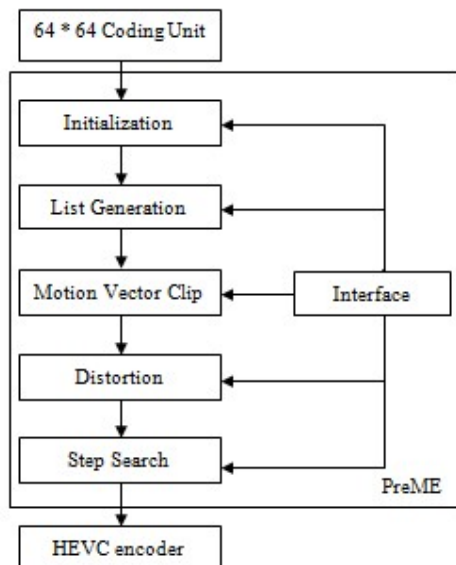 64 * 64 Coding Unit
Initialization
List Generation
Motion Vector Clip
Interface
Distortion
Step Search
PreME
HEVC encoder